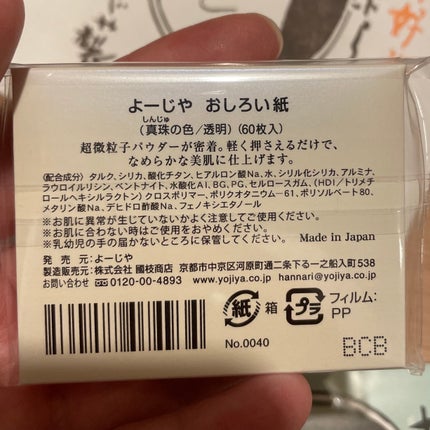 よーじや おしろい紙
しんじゅ
(真珠の色/透明)(60枚入)
超微粒子パウダーが密着。軽く押さえるだけで、
なめらかな美肌に仕上げます。
(配合成分)タルク、シリカ、酸化チタン、ヒアルロン酸Na、水、シリル化シリカ、アルミナ、
ラウロイルリシン、ベントナイト、水酸化Al、BG、PG、セルロースガム、(HDI/トリメチ
ロールヘキシルラクトン)クロスポリマー、ポリクオタニウム-61、ポリソルベート80、
メタリン酸Na、デヒドロ酢酸Na、フェノキシエタノール
※お肌に異常が生じていないかよく注意してご使用ください。
※お肌に合わない時はご使用をおやめください。
※乳幼児の手の届かないところに保管してください。 Made in Japan
発売元:よーじや
製造販売元:株式会社 國枝商店 京都市中京区河原町通二条下る一之船入町538
お問い合わせ 0120-00-4893 www.yojiya.co.jp hannari@yojiya.co.jp
紙 箱 プラ フィルム:
PP
No.0040 BCB